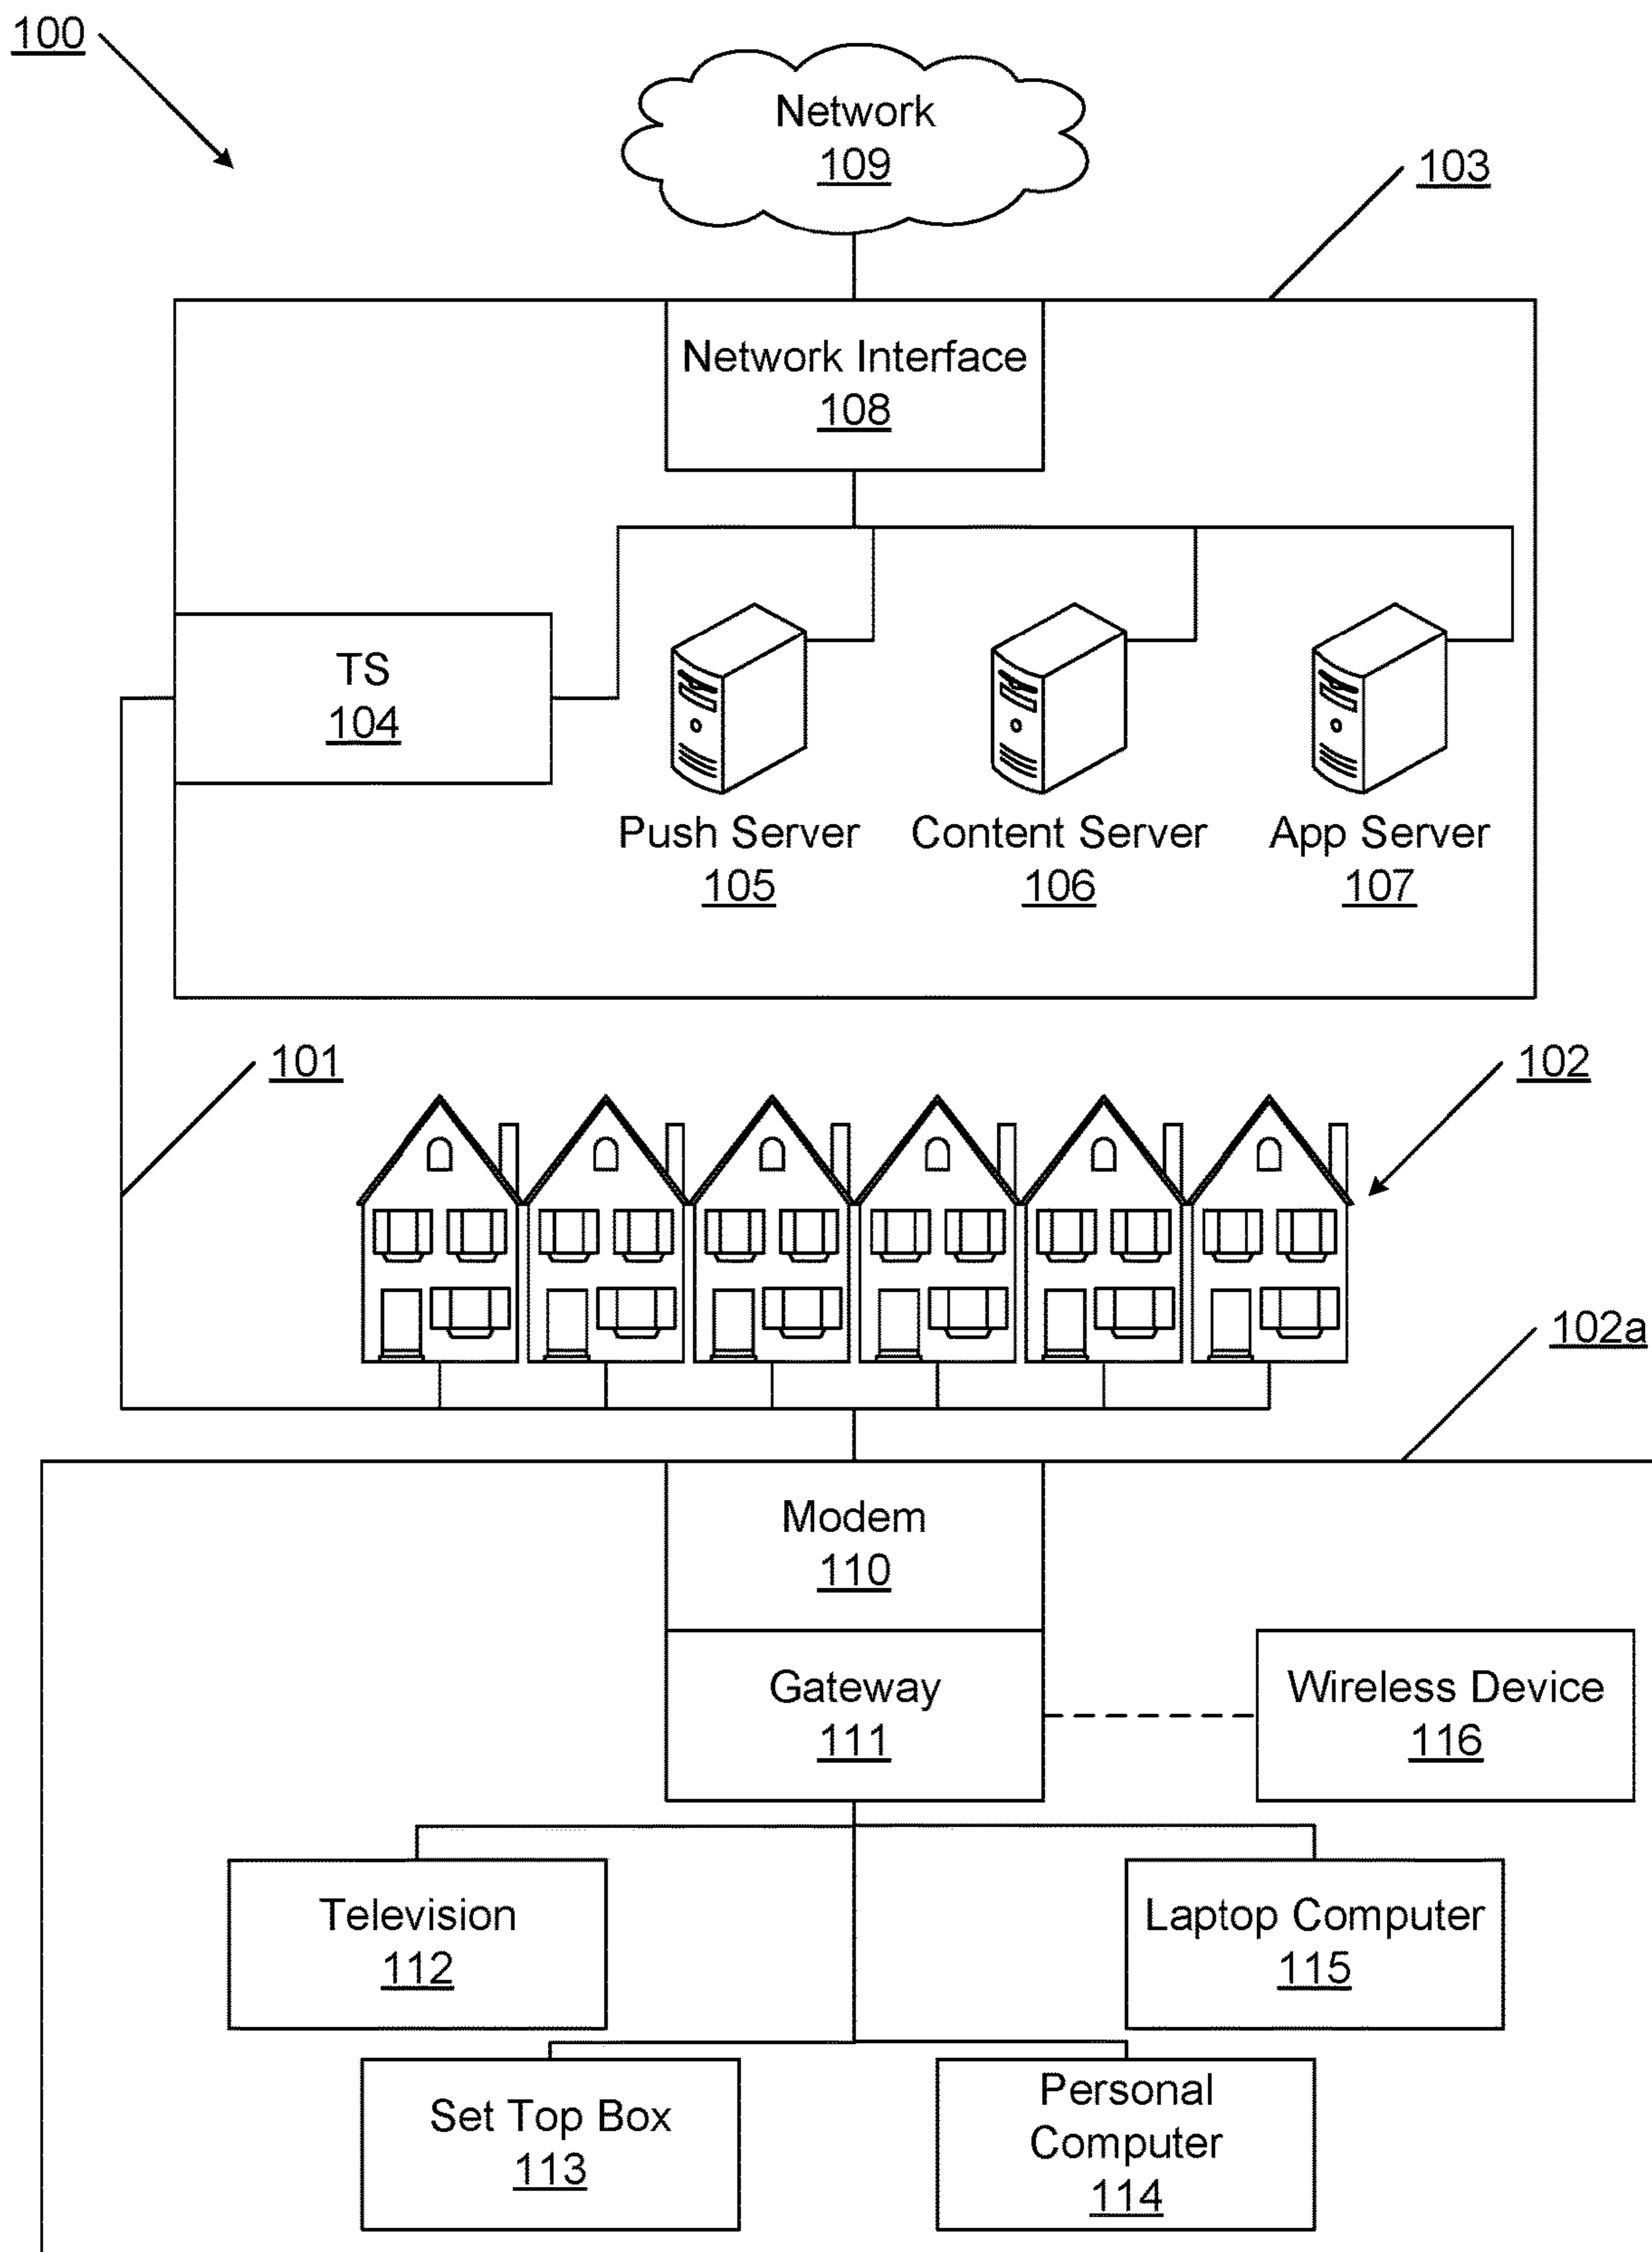 100
Network
109
103
Network Interface
108
TS
104
Push Server
105
Content Server
106
App Server
107
101
102
102a
Modem
110
Gateway
111
Wireless Device
116
Television
112
Laptop Computer
115
Set Top Box
113
Personal
Computer
114